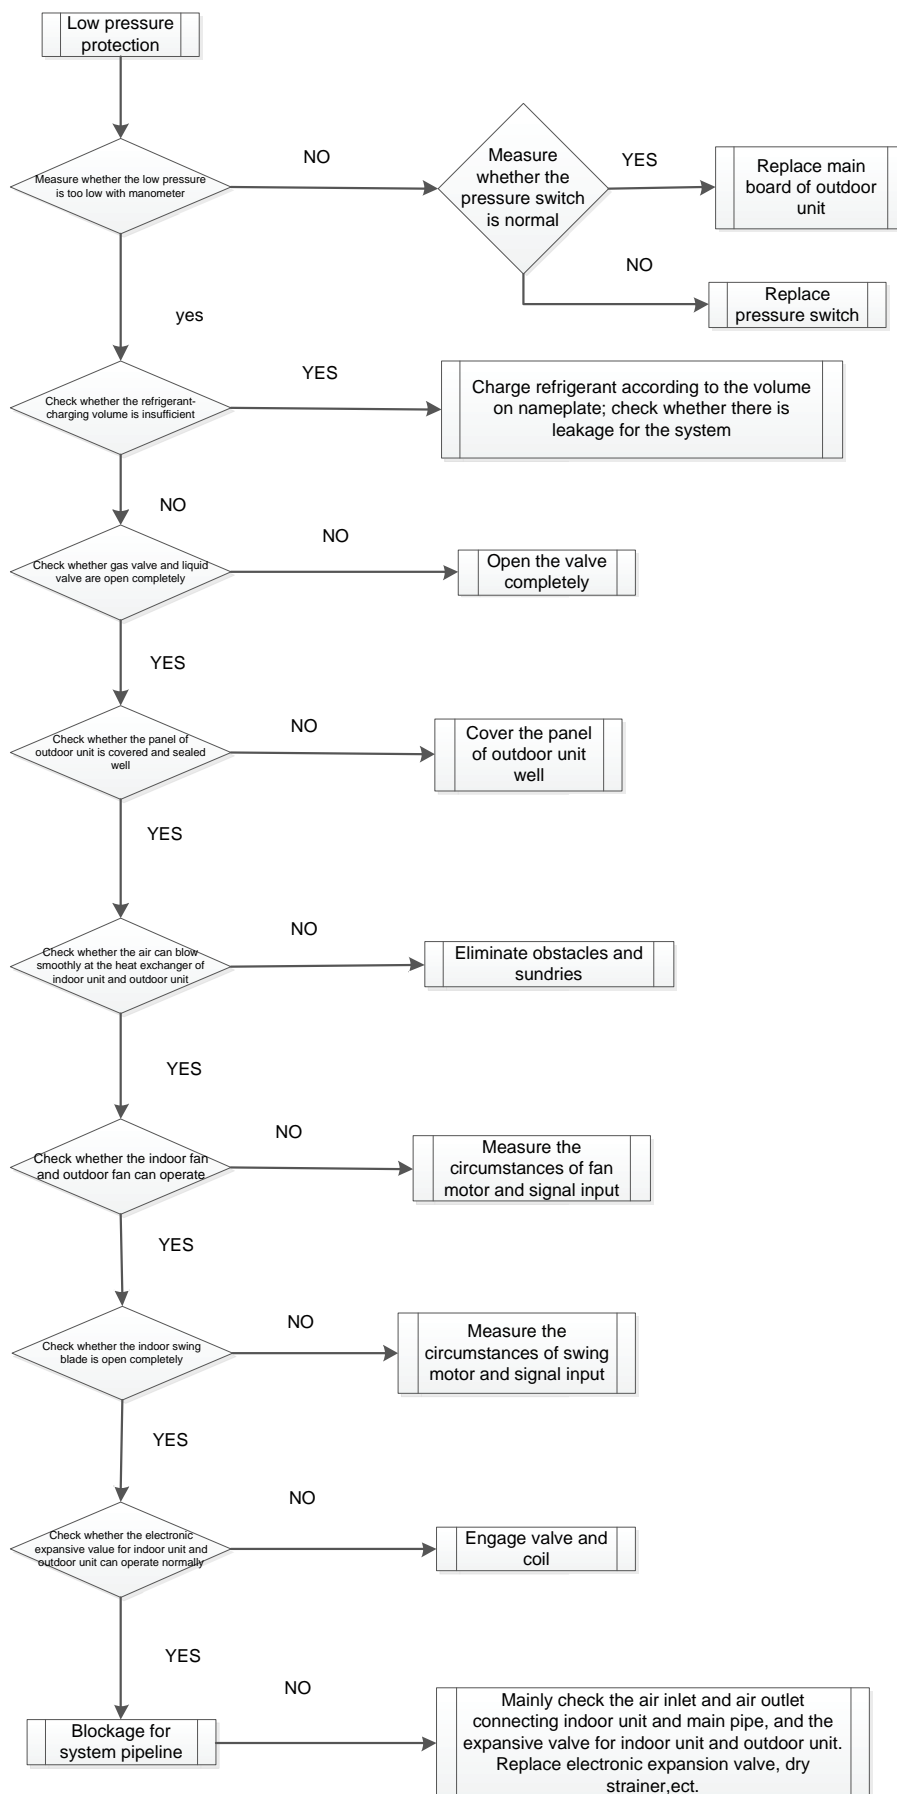 Low pressure
protection
Measure whether the low pressure
is too low with manometer
NO
Measure
whether the
pressure switch
is normal
YES
Replace main
board of outdoor
unit
NO
Replace
pressure switch
yes
Check whether the refrigerant-
charging volume is insufficient
YES
Charge refrigerant according to the volume
on nameplate; check whether there is
leakage for the system
NO
Check whether gas valve and liquid
valve are open completely
NO
Open the valve
completely
YES
Check whether the panel of
outdoor unit is covered and sealed
well
NO
Cover the panel
of outdoor unit
well
YES
Check whether the air can blow
smoothly at the heat exchanger of
indoor unit and outdoor unit
NO
Eliminate obstacles and
sundries
YES
Check whether the indoor fan
and outdoor fan can operate
NO
Measure the
circumstances of fan
motor and signal input
YES
Check whether the indoor swing
blade is open completely
NO
Measure the
circumstances of swing
motor and signal input
YES
Check whether the electronic
expansive value for indoor unit and
outdoor unit can operate normally
NO
Engage valve and
coil
YES
Blockage for
system pipeline
NO
Mainly check the air inlet and air outlet
connecting indoor unit and main pipe, and the
expansive valve for indoor unit and outdoor unit.
Replace electronic expansion valve, dry
strainer,ect.